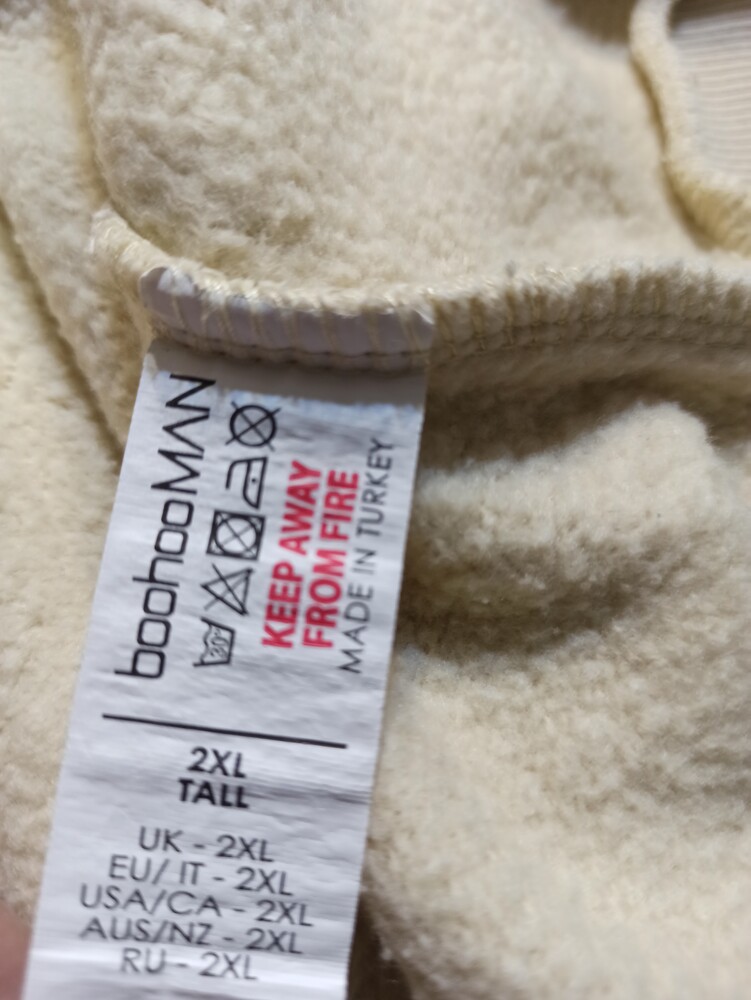 boohooMAN
30°
KEEP AWAY
FROM FIRE
MADE IN TURKEY
2XL
TALL
UK - 2XL
EU/ IT - 2XL
USA/CA - 2XL
AUS/NZ - 2XL
RU - 2XL